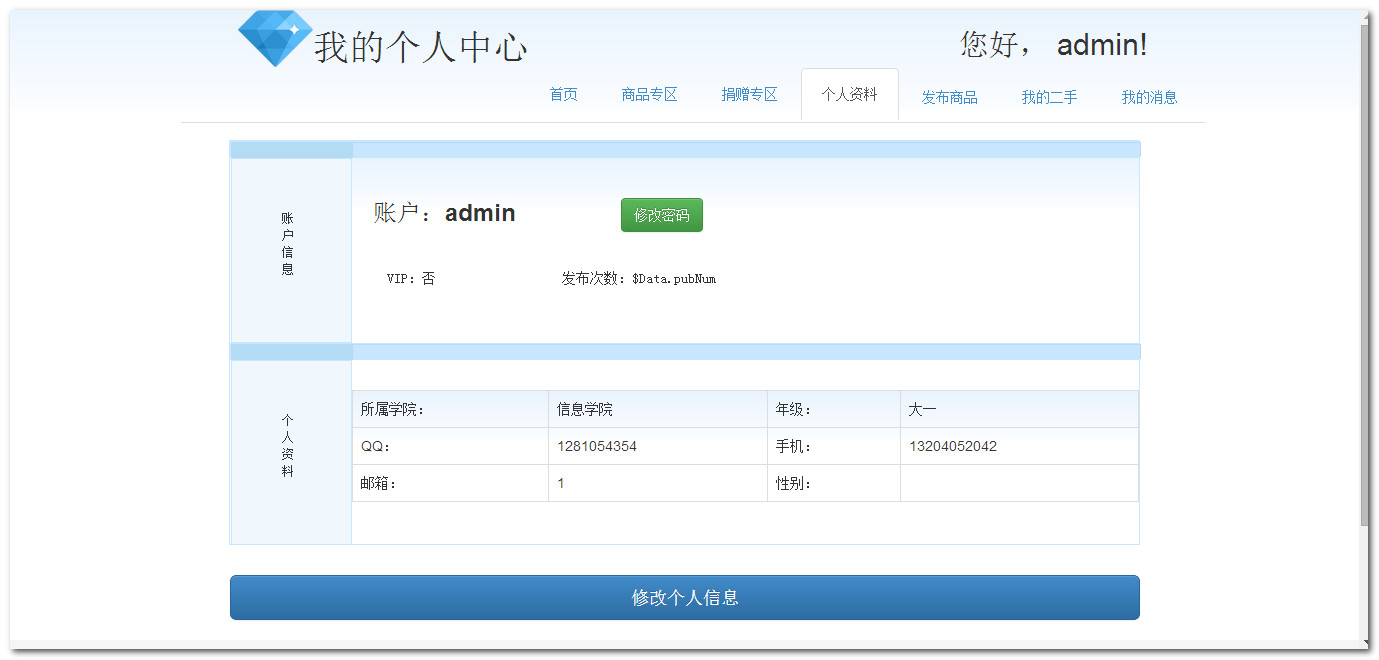 我的个人中心
您好， admin!
首页 商品专区 捐赠专区 个人资料 发布商品 我的二手 我的消息
账户信息
账户：admin 修改密码
VIP：否 发布次数：$Data.pubNum
个人资料
所属学院： 信息学院 年级： 大一
QQ： 1281054354 手机： 13204052042
邮箱： 1 性别：
修改个人信息